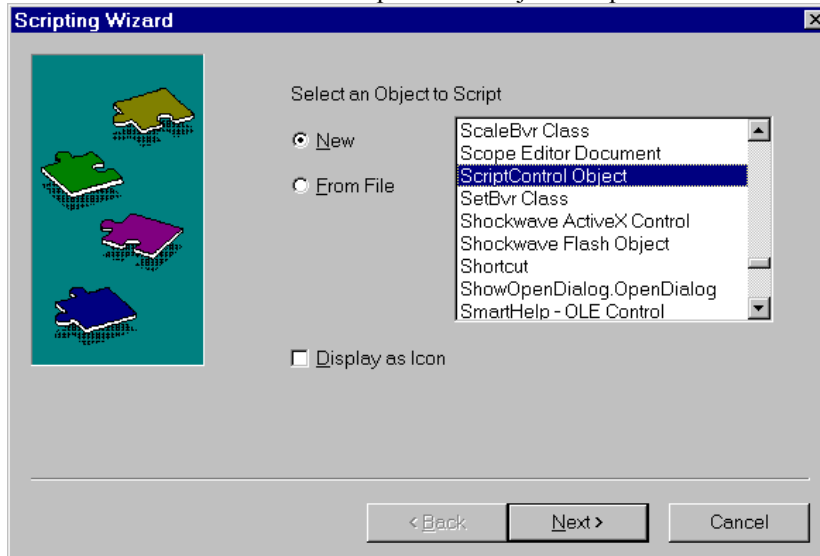 Scripting Wizard
Select an Object to Script
New
From File
ScaleBvr Class
Scope Editor Document
ScriptControl Object
SetBvr Class
Shockwave ActiveX Control
Shockwave Flash Object
Shortcut
ShowOpenDialog.OpenDialog
SmartHelp - OLE Control
Display as Icon
< Back
Next >
Cancel